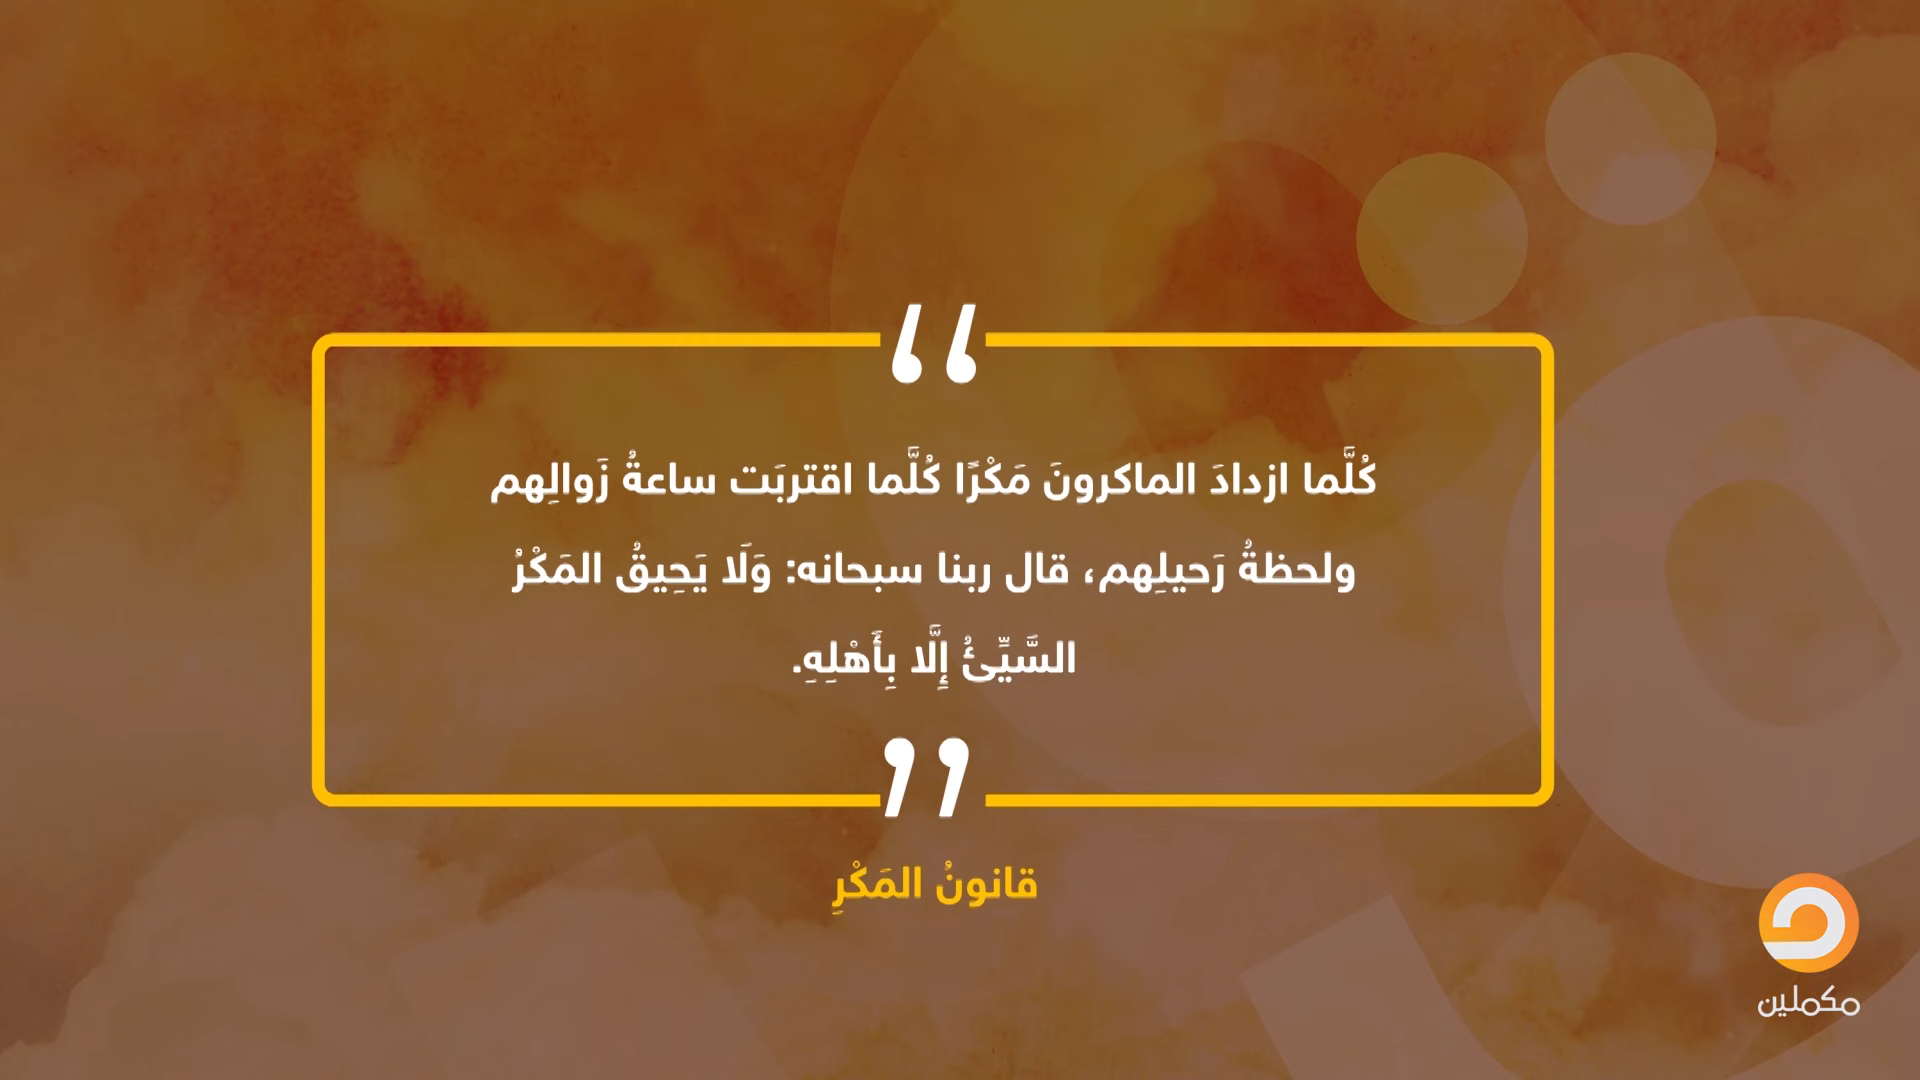 كُلَّما ازدادَ الماكرونَ مَكْرًا كُلَّما اقتربَت ساعةُ زَوالِهم
ولحظةُ رَحيلِهم، قال ربنا سبحانه: وَلَا يَحِيقُ المَكْرُ
السَّيِّئُ إِلَّا بِأَهْلِهِ.
قانونُ المَكْرِ
مكملين